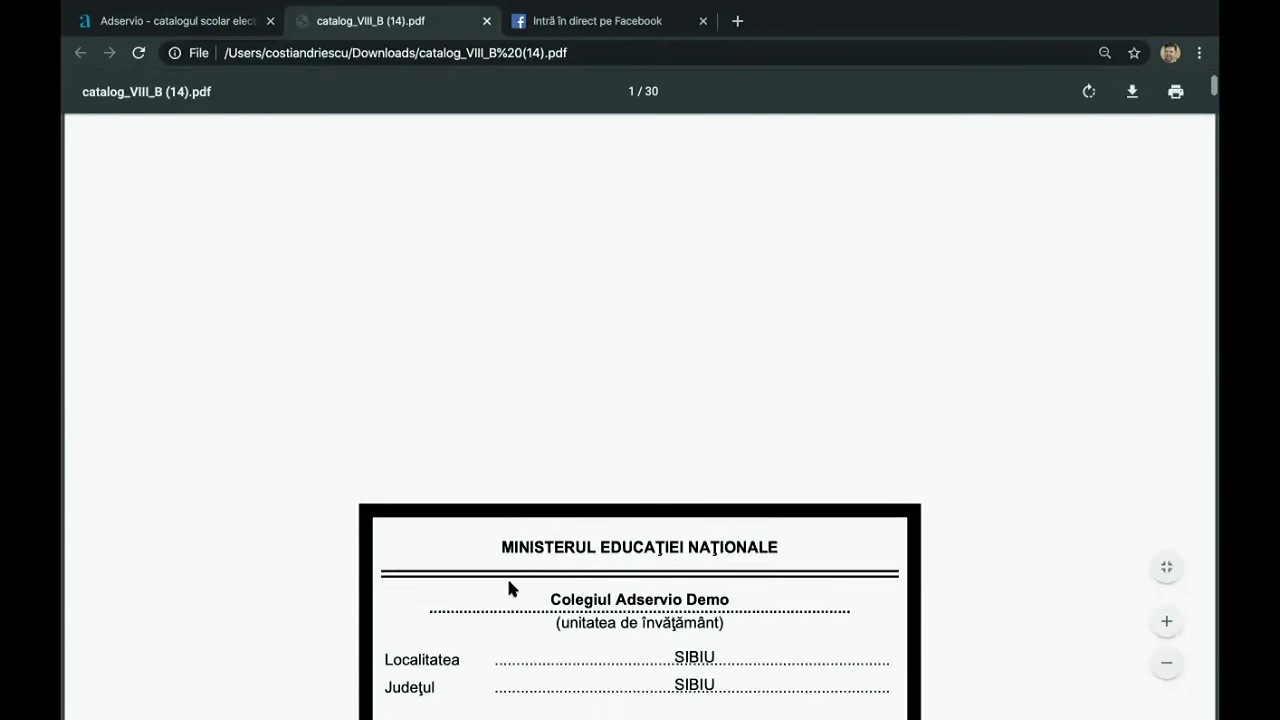 Adservio - catalogul scolar elect
catalog_VIII_B (14).pdf
Intră în direct pe Facebook
File
/Users/costiandriescu/Downloads/catalog_VIII_B%20(14).pdf
catalog_VIII_B (14).pdf
1 / 30
MINISTERUL EDUCAŢIEI NAŢIONALE
Colegiul Adservio Demo
(unitatea de învăţământ)
Localitatea SIBIU
Judeţul SIBIU